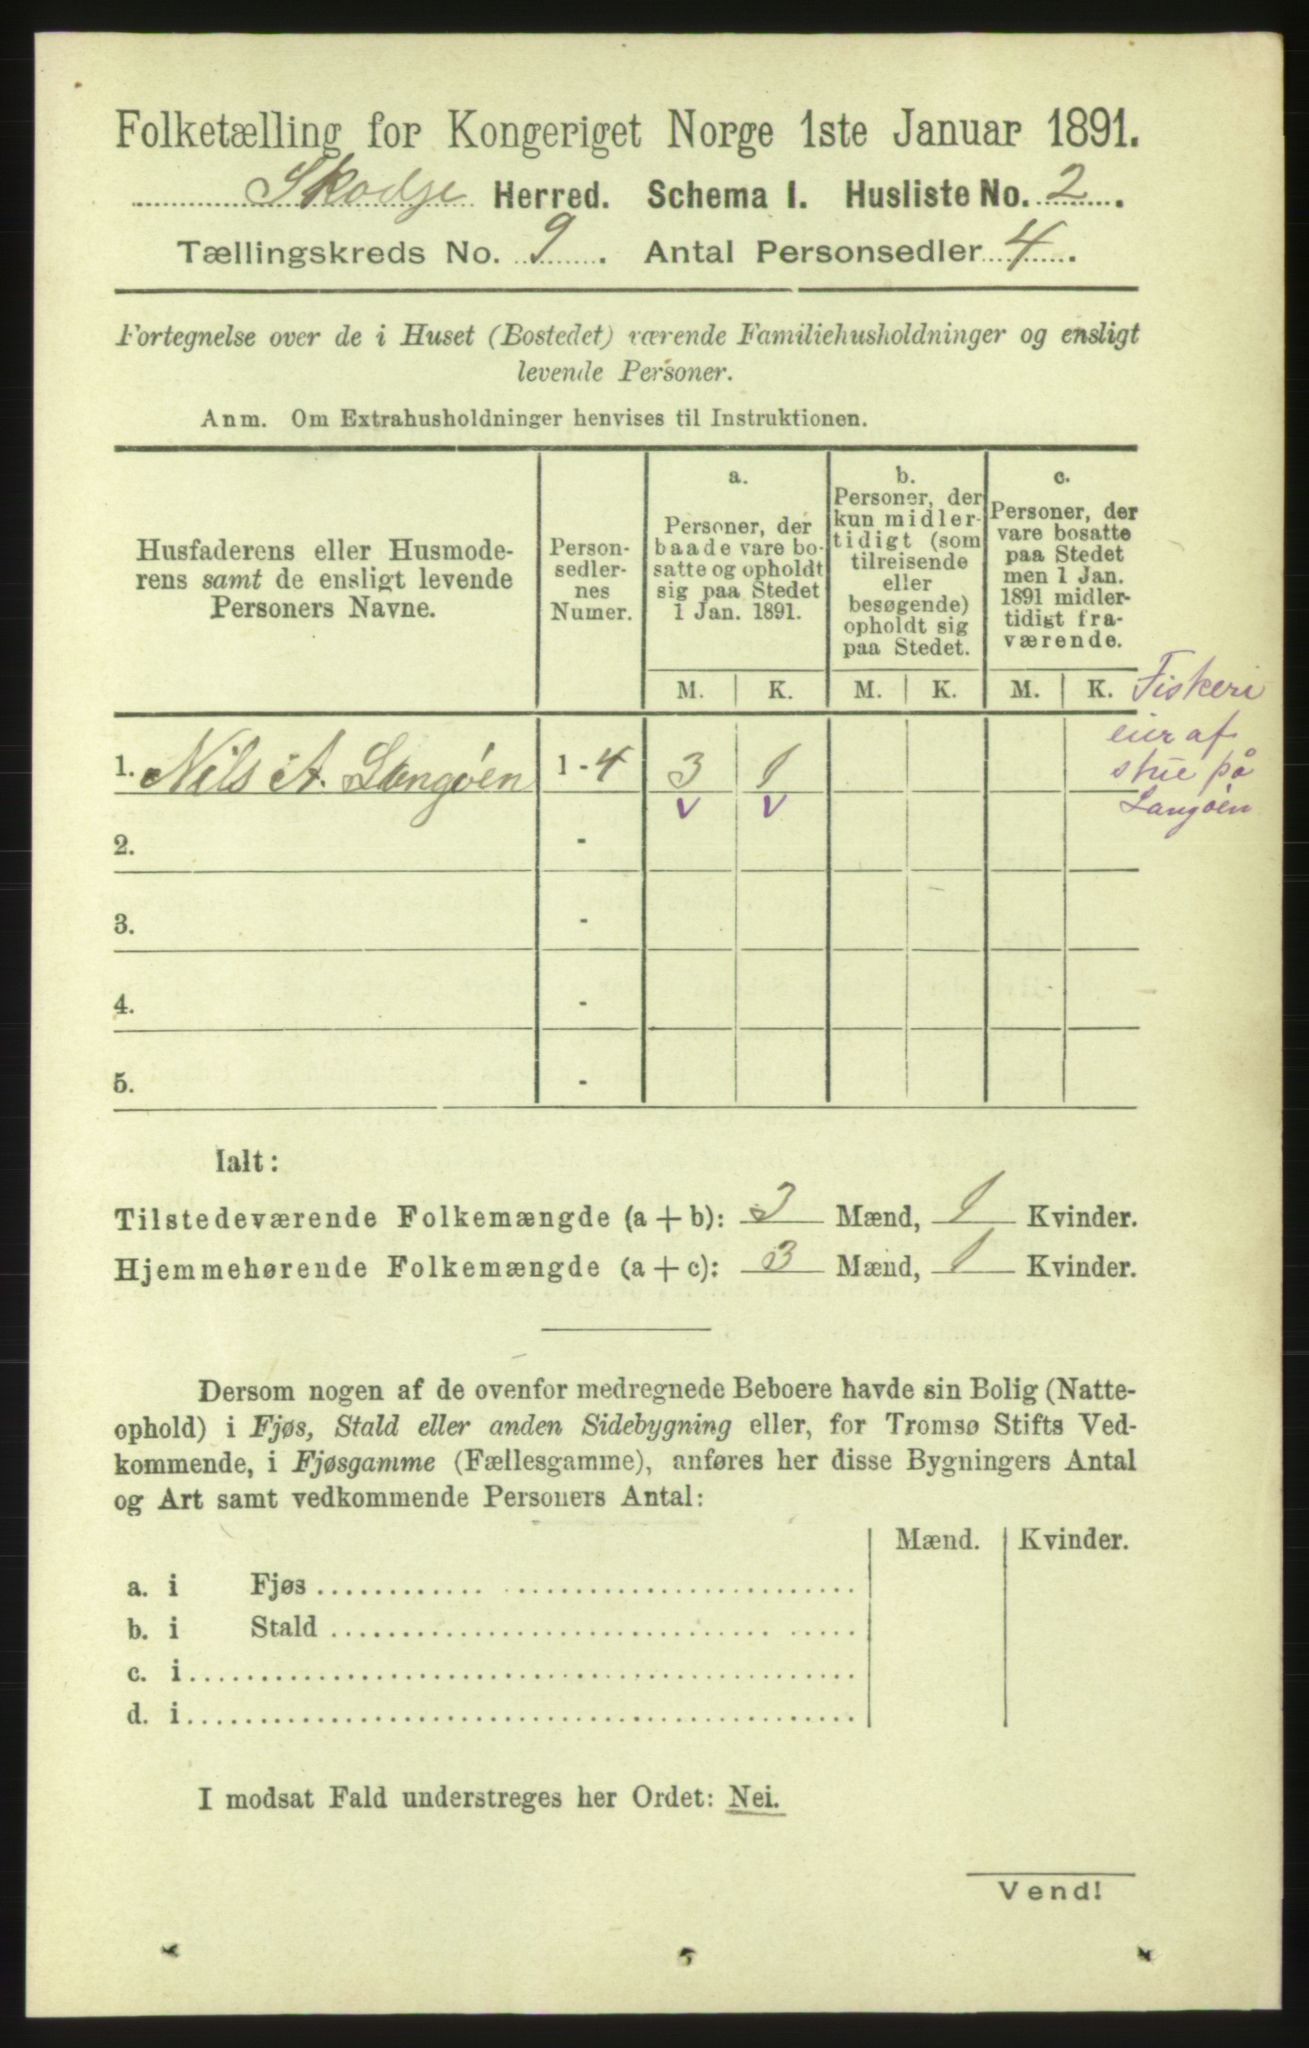 Folketælling for Kongeriget Norge 1ste Januar 1891.
Skodje Herred. Schema I. Husliste No. 2.
Tællingskreds No. 9. Antal Personsedler 4.
Fortegnelse over de i Huset (Bostedet) værende Familiehusholdninger og ensligt
levende Personer.
Anm. Om Extrahusholdninger henvises til Instruktionen.
Husfaderens eller Husmode-
rens samt de ensligt levende
Personers Navne.
Person-
sedler-
nes
Numer.
a.
Personer, der
baade vare bo-
satte og opholdt
sig paa Stedet
1 Jan. 1891.
b.
Personer, der
kun midler-
tidigt (som
tilreisende
eller
besøgende)
opholdt sig
paa Stedet.
c.
Personer, der
vare bosatte
paa Stedet
men 1 Jan.
1891 midler-
tidigt fra-
værende.
M. K. M. K. M. K.
Fiskeri
eier af
stue på
Langøen
1. Nils A. Langøen 1 - 4 3 1
v v
2. -
3. -
4. -
5. -
Ialt:
Tilstedeværende Folkemængde (a + b): 3 Mænd, 1 Kvinder.
Hjemmehørende Folkemængde (a + c): 3 Mænd, 1 Kvinder.
Dersom nogen af de ovenfor medregnede Beboere havde sin Bolig (Natte-
ophold) i Fjøs, Stald eller anden Sidebygning eller, for Tromsø Stifts Ved-
kommende, i Fjøsgamme (Fællesgamme), anføres her disse Bygningers Antal
og Art samt vedkommende Personers Antal:
Mænd. Kvinder.
a. i Fjøs
b. i Stald
c. i
d. i
I modsat Fald understreges her Ordet: Nei.
Vend!